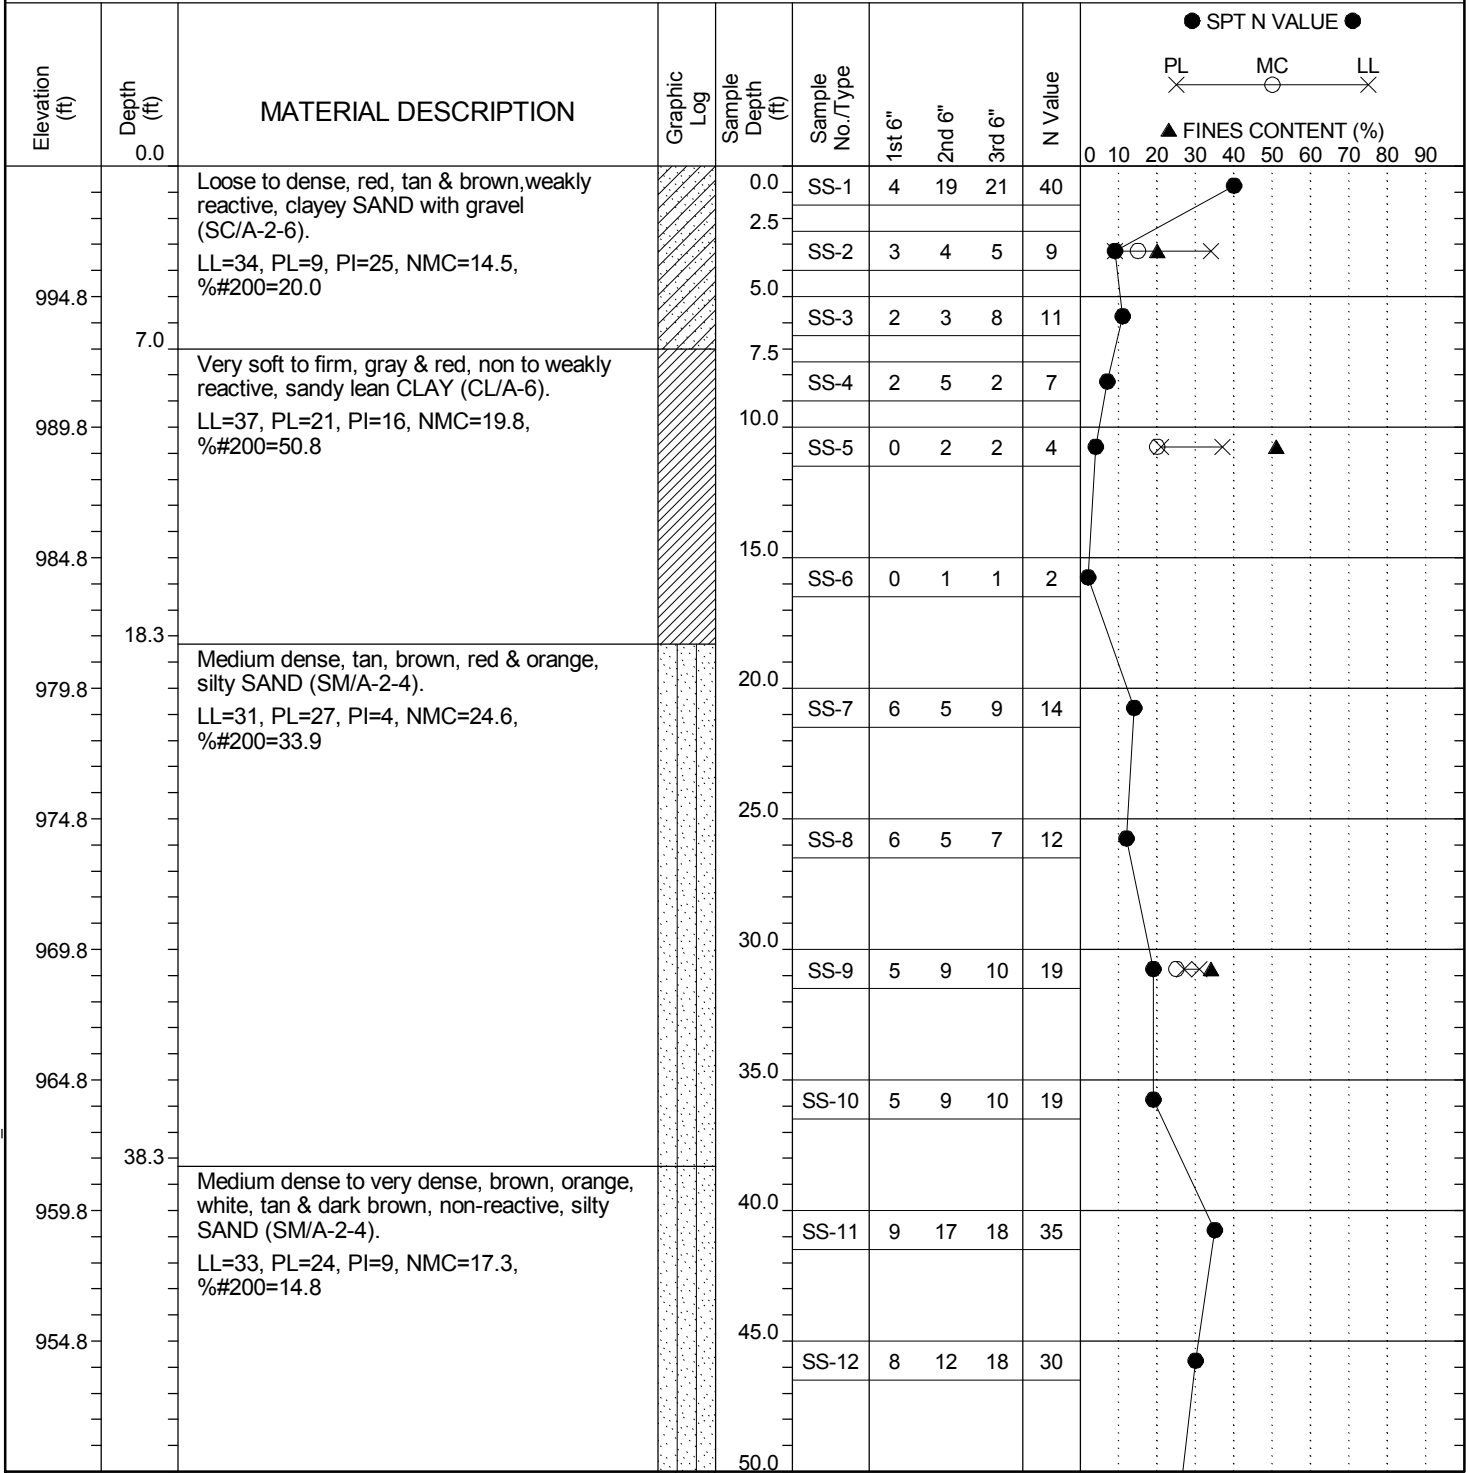 ● SPT N VALUE ●
PL MC LL
▲ FINES CONTENT (%)
0 10 20 30 40 50 60 70 80 90
Elevation (ft)
Depth (ft)
0.0
MATERIAL DESCRIPTION
Graphic Log
Sample Depth (ft)
Sample No./Type
1st 6"
2nd 6"
3rd 6"
N Value
Loose to dense, red, tan & brown,weakly
reactive, clayey SAND with gravel
(SC/A-2-6).
LL=34, PL=9, PI=25, NMC=14.5,
%#200=20.0
0.0 SS-1 4 19 21 40
2.5
SS-2 3 4 5 9
994.8 5.0
SS-3 2 3 8 11
7.0
7.5
Very soft to firm, gray & red, non to weakly
reactive, sandy lean CLAY (CL/A-6).
LL=37, PL=21, PI=16, NMC=19.8,
%#200=50.8
SS-4 2 5 2 7
989.8 10.0
SS-5 0 2 2 4
984.8 15.0
SS-6 0 1 1 2
18.3
Medium dense, tan, brown, red & orange,
silty SAND (SM/A-2-4).
LL=31, PL=27, PI=4, NMC=24.6,
%#200=33.9
979.8 20.0
SS-7 6 5 9 14
974.8 25.0
SS-8 6 5 7 12
969.8 30.0
SS-9 5 9 10 19
964.8 35.0
SS-10 5 9 10 19
38.3
Medium dense to very dense, brown, orange,
white, tan & dark brown, non-reactive, silty
SAND (SM/A-2-4).
LL=33, PL=24, PI=9, NMC=17.3,
%#200=14.8
959.8 40.0
SS-11 9 17 18 35
954.8 45.0
SS-12 8 12 18 30
50.0